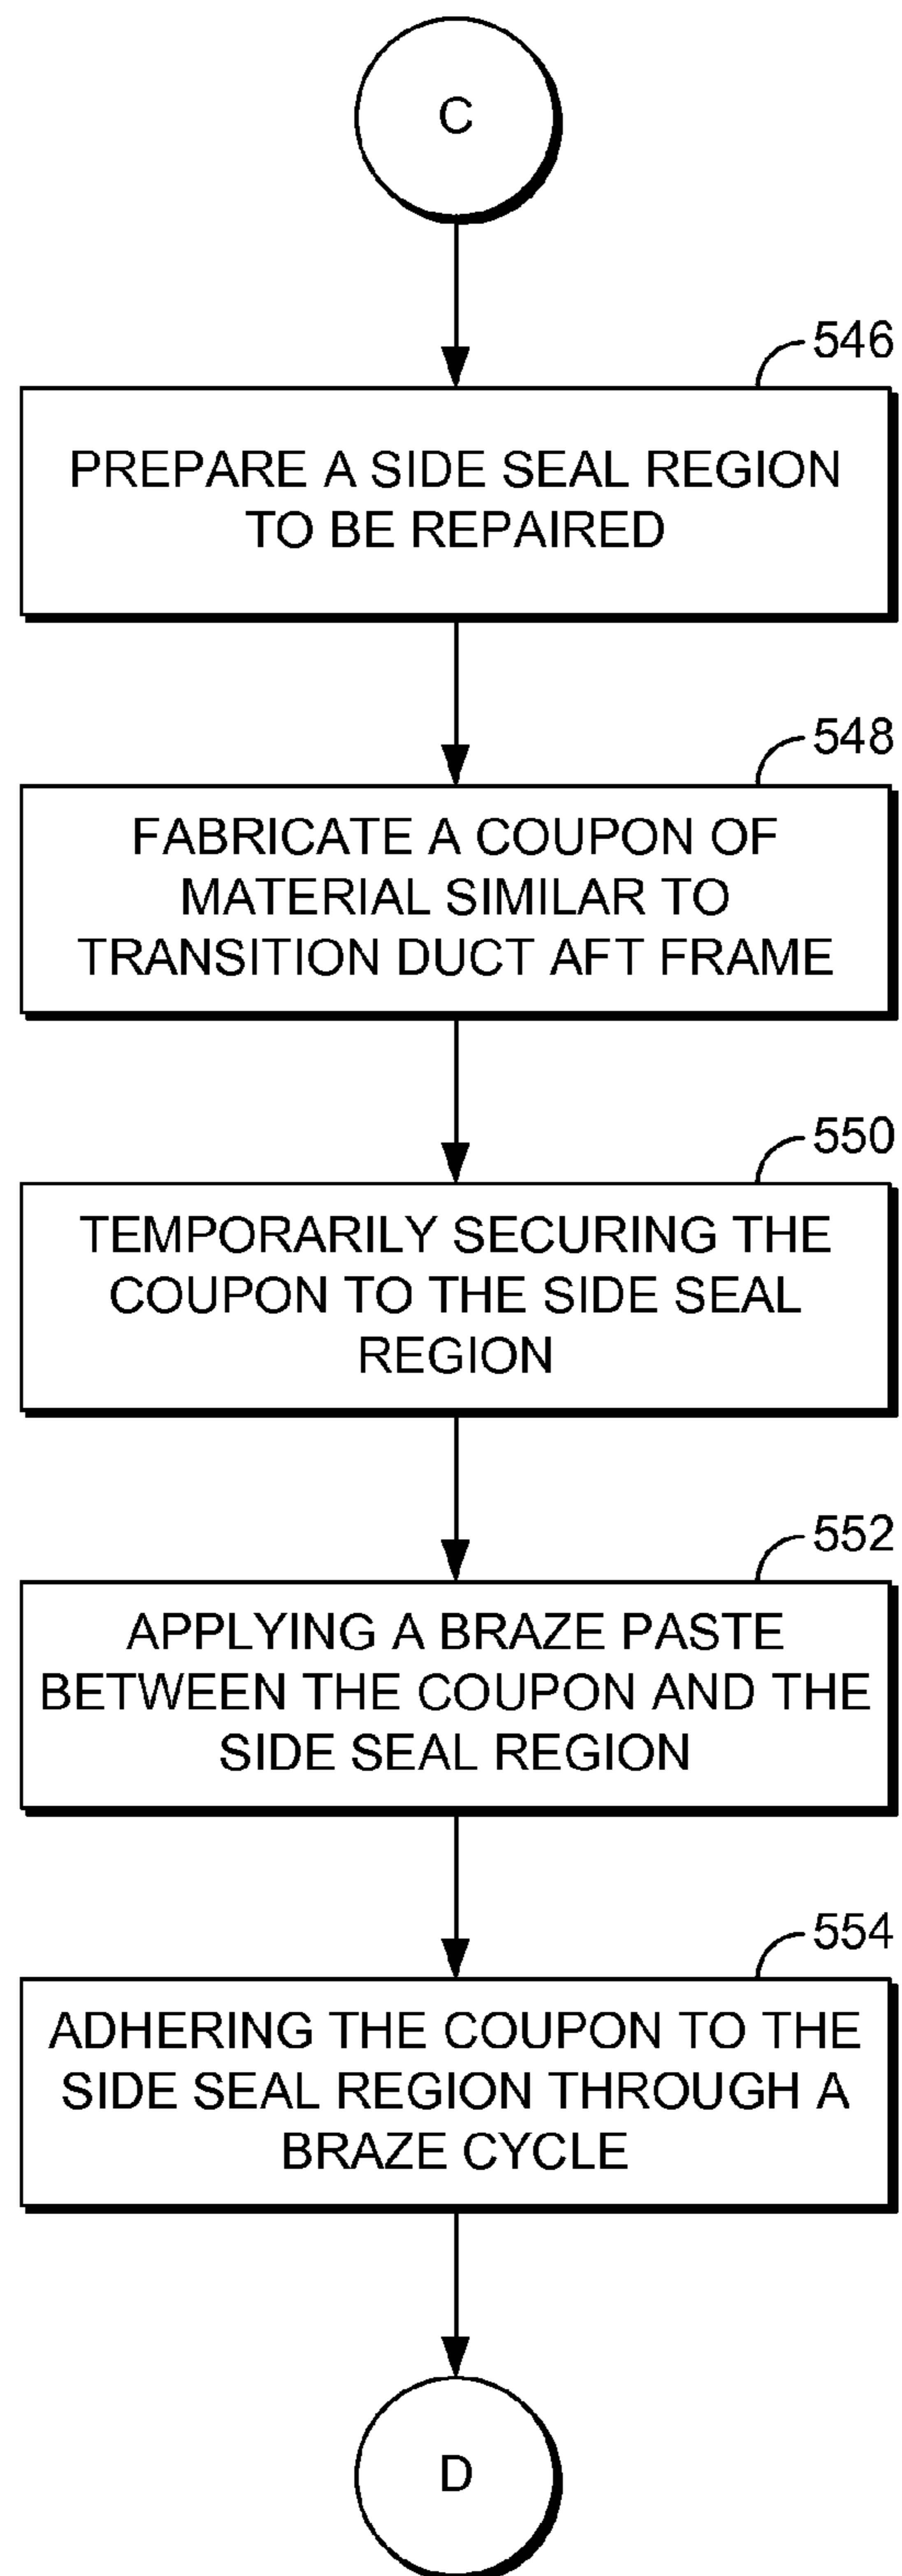 C
546
PREPARE A SIDE SEAL REGION
TO BE REPAIRED
548
FABRICATE A COUPON OF
MATERIAL SIMILAR TO
TRANSITION DUCT AFT FRAME
550
TEMPORARILY SECURING THE
COUPON TO THE SIDE SEAL
REGION
552
APPLYING A BRAZE PASTE
BETWEEN THE COUPON AND THE
SIDE SEAL REGION
554
ADHERING THE COUPON TO THE
SIDE SEAL REGION THROUGH A
BRAZE CYCLE
D